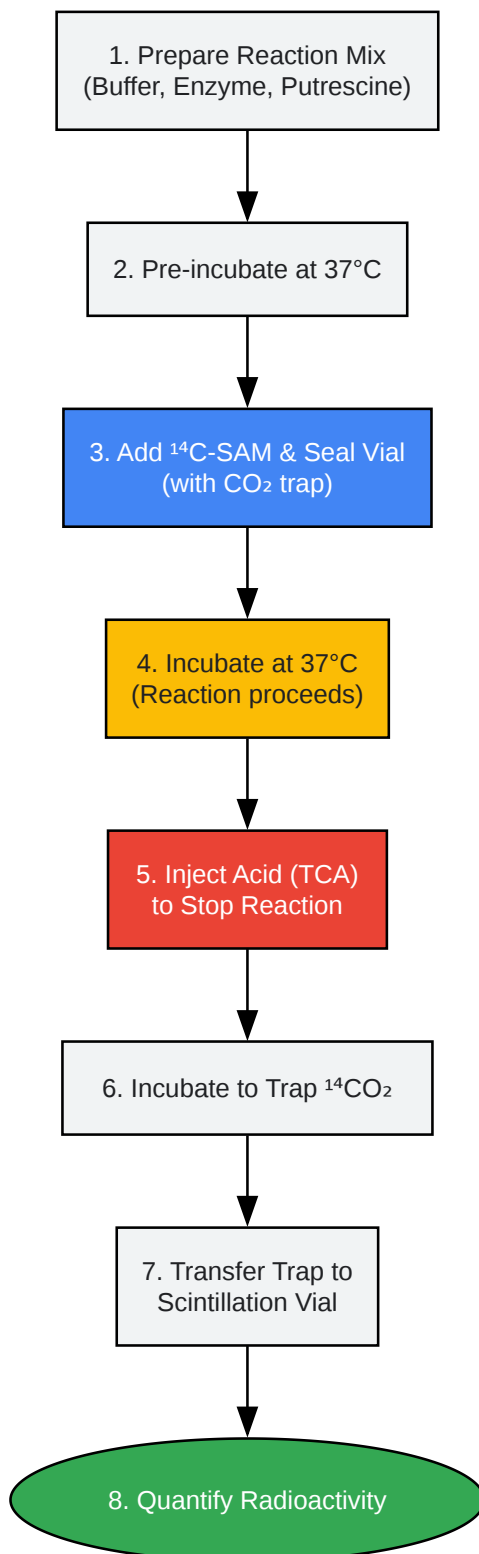 1. Prepare Reaction Mix
(Buffer, Enzyme, Putrescine)
2. Pre-incubate at 37°C
3. Add ¹⁴C-SAM & Seal Vial
(with CO₂ trap)
4. Incubate at 37°C
(Reaction proceeds)
5. Inject Acid (TCA)
to Stop Reaction
6. Incubate to Trap ¹⁴CO₂
7. Transfer Trap to
Scintillation Vial
8. Quantify Radioactivity